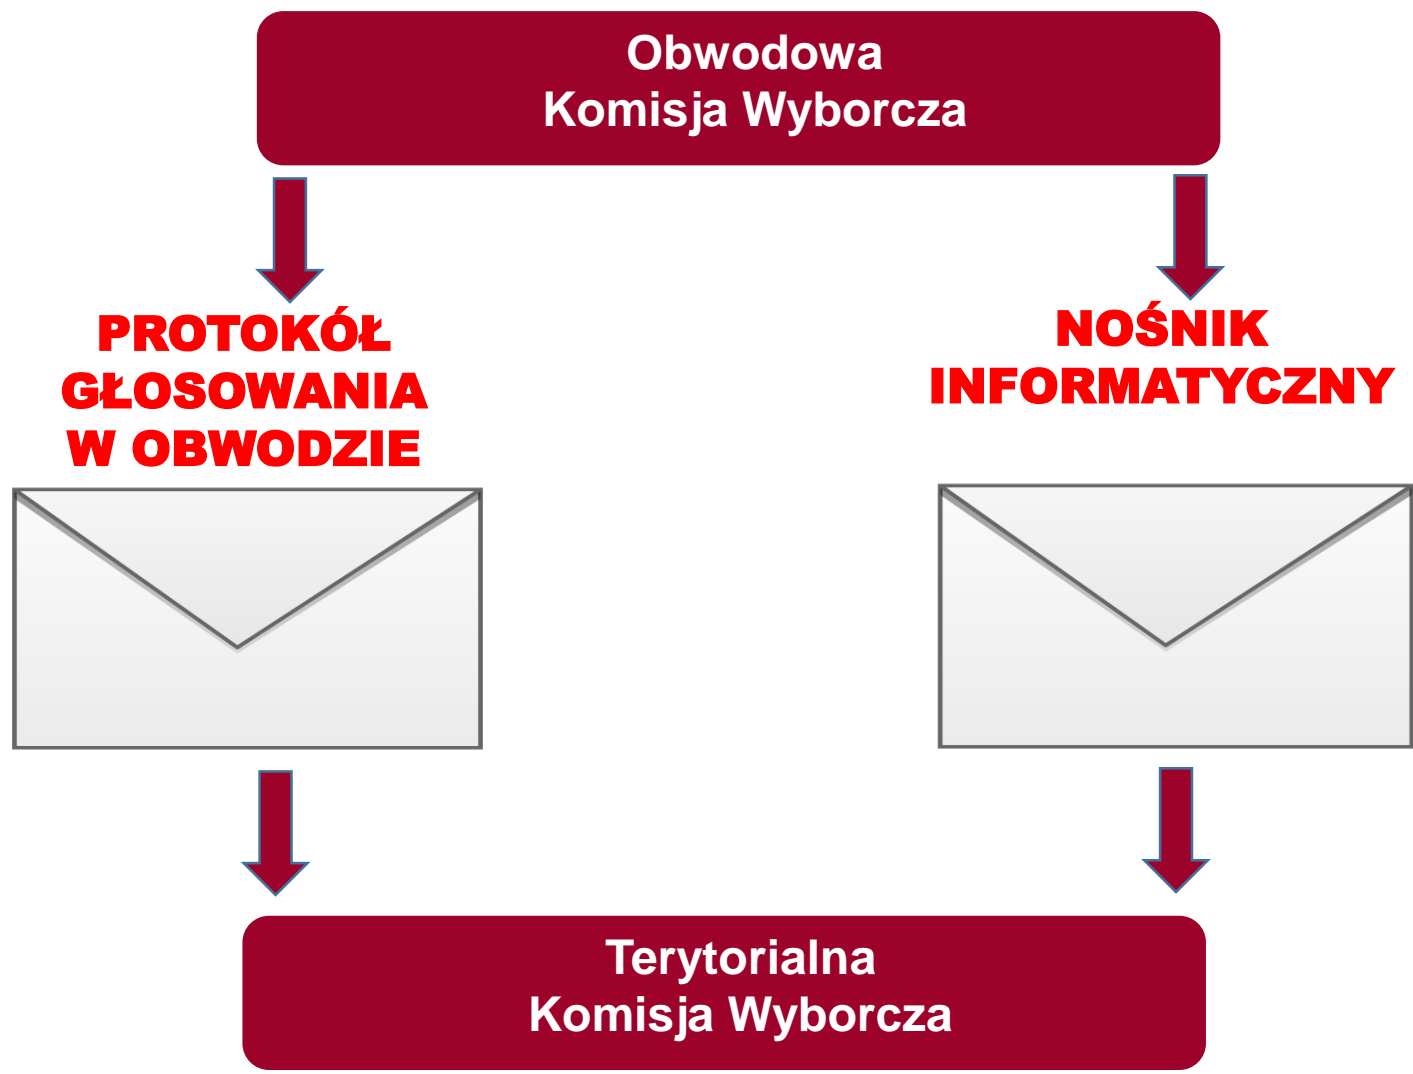 Obwodowa
Komisja Wyborcza
PROTOKÓŁ
GŁOSOWANIA
W OBWODZIE
NOŚNIK
INFORMATYCZNY
Terytorialna
Komisja Wyborcza